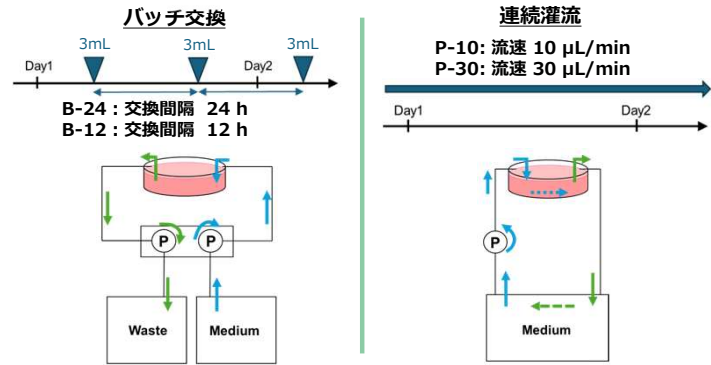 バッチ交換
3mL 3mL 3mL
Day1 Day2
B-24 : 交換間隔 24 h
B-12 : 交換間隔 12 h
P P
Waste Medium
連続灌流
P-10: 流速 10 µL/min
P-30: 流速 30 µL/min
Day1 Day2
P
Medium